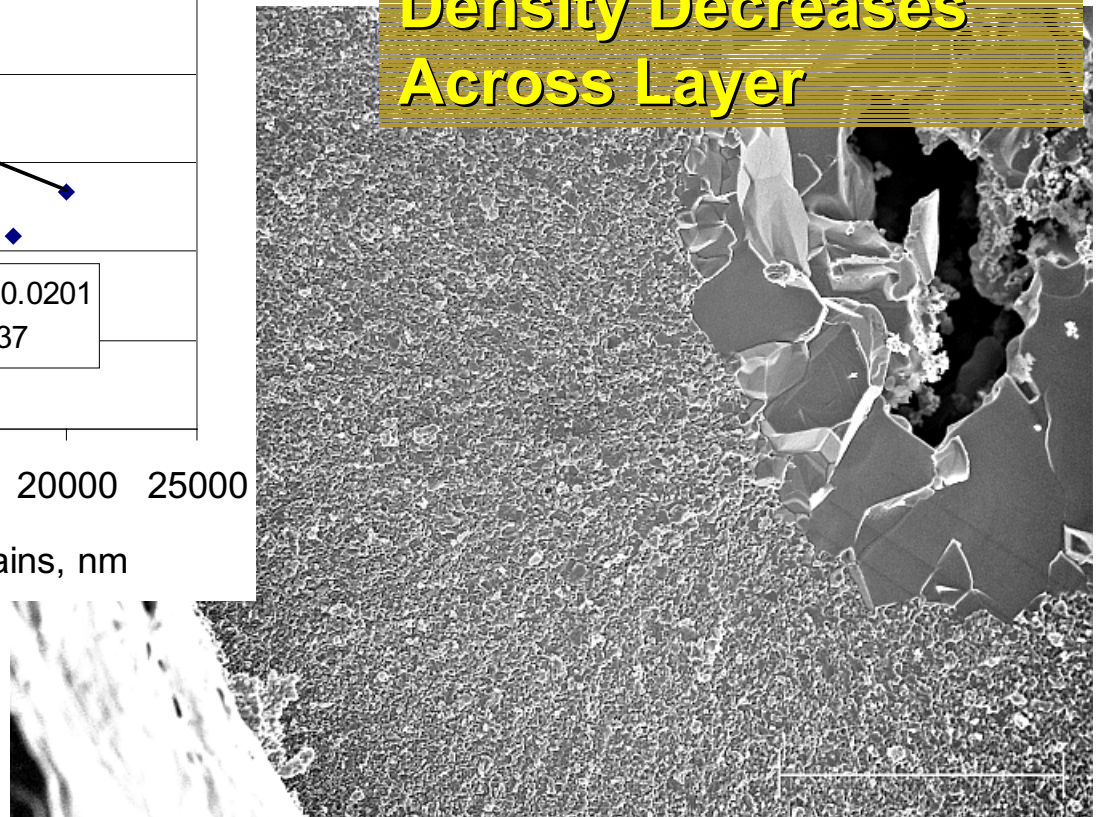 Density Decreases
Across Layer
0.0201
37
20000 25000
ains, nm